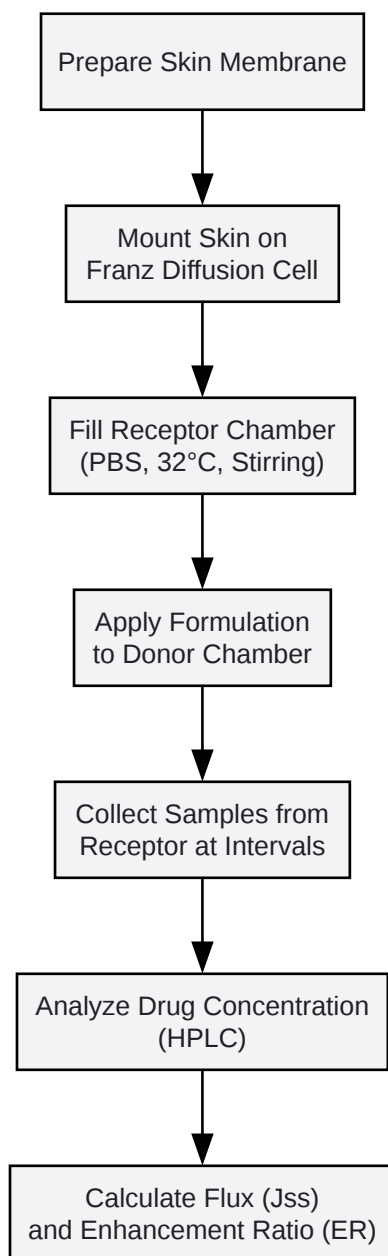 Prepare Skin Membrane
Mount Skin on
Franz Diffusion Cell
Fill Receptor Chamber
(PBS, 32°C, Stirring)
Apply Formulation
to Donor Chamber
Collect Samples from
Receptor at Intervals
Analyze Drug Concentration
(HPLC)
Calculate Flux (Jss)
and Enhancement Ratio (ER)